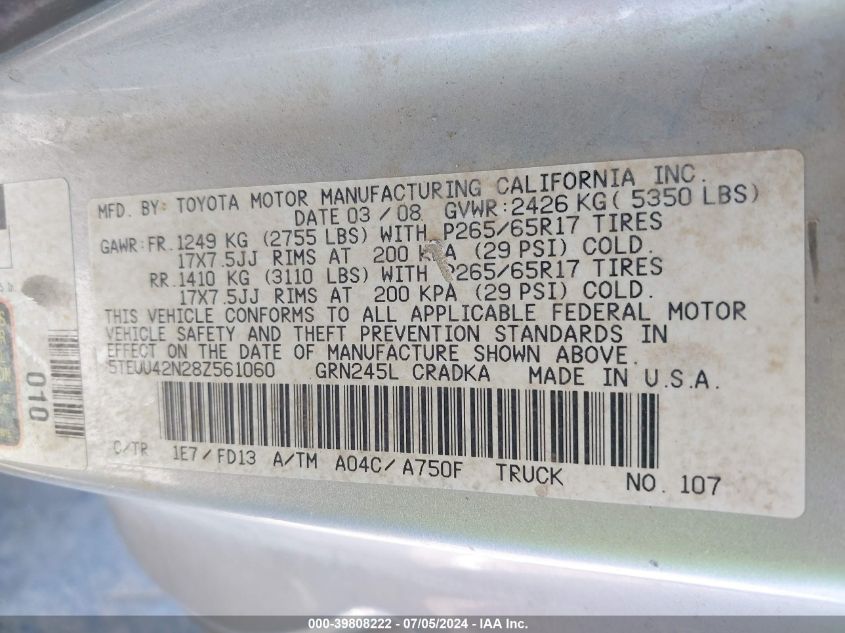 MFD. BY: TOYOTA MOTOR MANUFACTURING CALIFORNIA INC.
DATE 03 / 08 GVWR: 2426 KG ( 5350 LBS)
GAWR: FR. 1249 KG (2755 LBS) WITH P265/65R17 TIRES
17X7.5JJ RIMS AT 200 KPA (29 PSI) COLD.
RR. 1410 KG (3110 LBS) WITH P265/65R17 TIRES
17X7.5JJ RIMS AT 200 KPA (29 PSI) COLD.
THIS VEHICLE CONFORMS TO ALL APPLICABLE FEDERAL MOTOR
VEHICLE SAFETY AND THEFT PREVENTION STANDARDS IN
EFFECT ON THE DATE OF MANUFACTURE SHOWN ABOVE.
5TEUU42N28Z561060 GRN245L CRADKA MADE IN U.S.A.
C/TR 1E7 / FD13 A/TM A04C / A750F TRUCK NO. 107
010
000-39808222 - 07/05/2024 - IAA Inc.